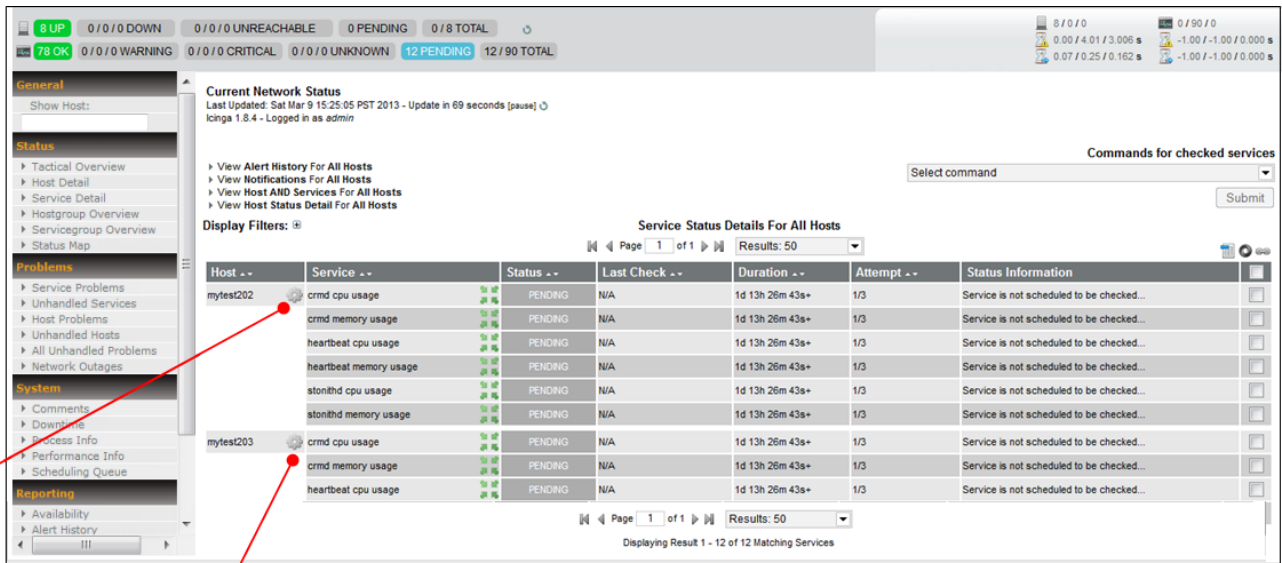 8 UP 0 / 0 / 0 DOWN 0 / 0 / 0 UNREACHABLE 0 PENDING 0 / 8 TOTAL
78 OK 0 / 0 / 0 WARNING 0 / 0 / 0 CRITICAL 0 / 0 / 0 UNKNOWN 12 PENDING 12 / 90 TOTAL
8 / 0 / 0 0 / 90 / 0
0.00 / 4.01 / 3.006 s -1.00 / -1.00 / 0.000 s
0.07 / 0.25 / 0.162 s -1.00 / -1.00 / 0.000 s
General
Show Host:
Status
Tactical Overview
Host Detail
Service Detail
Hostgroup Overview
Servicegroup Overview
Status Map
Problems
Service Problems
Unhandled Services
Host Problems
Unhandled Hosts
All Unhandled Problems
Network Outages
System
Comments
Downtime
Process Info
Performance Info
Scheduling Queue
Reporting
Availability
Alert History
Current Network Status
Last Updated: Sat Mar 9 15:25:05 PST 2013 - Update in 69 seconds [pause]
Icinga 1.8.4 - Logged in as admin
View Alert History For All Hosts
View Notifications For All Hosts
View Host AND Services For All Hosts
View Host Status Detail For All Hosts
Commands for checked services
Select command
Submit
Display Filters:
Service Status Details For All Hosts
Page 1 of 1 Results: 50
Host Service Status Last Check Duration Attempt Status Information
mytest202 crmd cpu usage PENDING N/A 1d 13h 26m 43s+ 1/3 Service is not scheduled to be checked...
crmd memory usage PENDING N/A 1d 13h 26m 43s+ 1/3 Service is not scheduled to be checked...
heartbeat cpu usage PENDING N/A 1d 13h 26m 43s+ 1/3 Service is not scheduled to be checked...
heartbeat memory usage PENDING N/A 1d 13h 26m 43s+ 1/3 Service is not scheduled to be checked...
stonithd cpu usage PENDING N/A 1d 13h 26m 43s+ 1/3 Service is not scheduled to be checked...
stonithd memory usage PENDING N/A 1d 13h 26m 43s+ 1/3 Service is not scheduled to be checked...
mytest203 crmd cpu usage PENDING N/A 1d 13h 26m 43s+ 1/3 Service is not scheduled to be checked...
crmd memory usage PENDING N/A 1d 13h 26m 43s+ 1/3 Service is not scheduled to be checked...
heartbeat cpu usage PENDING N/A 1d 13h 26m 43s+ 1/3 Service is not scheduled to be checked...
Page 1 of 1 Results: 50
Displaying Result 1 - 12 of 12 Matching Services